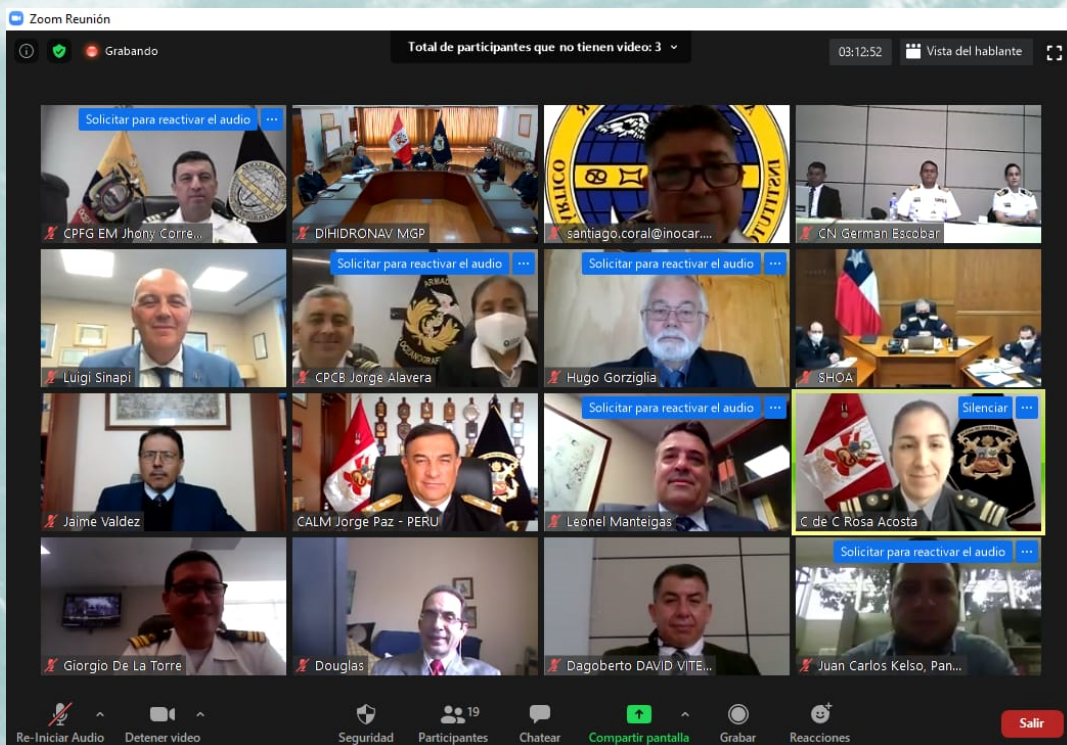 Zoom Reunión
Grabando
Total de participantes que no tienen video: 3
03:12:52
Vista del hablante
Solicitar para reactivar el audio ...
CPFG EM Jhony Corre...
DIHIDRONAV MGP
INSTITUTO
santiago.coral@inocar....
CN German Escobar
Luigi Sinapi
Solicitar para reactivar el audio ...
ARMADA
OCEANOGRAF
CPCB Jorge Alavera
Solicitar para reactivar el audio ...
Hugo Gorziglia
SHOA
Jaime Valdez
CALM Jorge Paz - PERU
Solicitar para reactivar el audio ...
Leonel Manteigas
Silenciar ...
C de C Rosa Acosta
Giorgio De La Torre
Douglas
Dagoberto DAVID VITE...
Solicitar para reactivar el audio ...
Juan Carlos Kelso, Pan...
Re-Iniciar Audio
Detener video
Seguridad
Participantes
19
Chatear
Compartir pantalla
Grabar
Reacciones
Salir